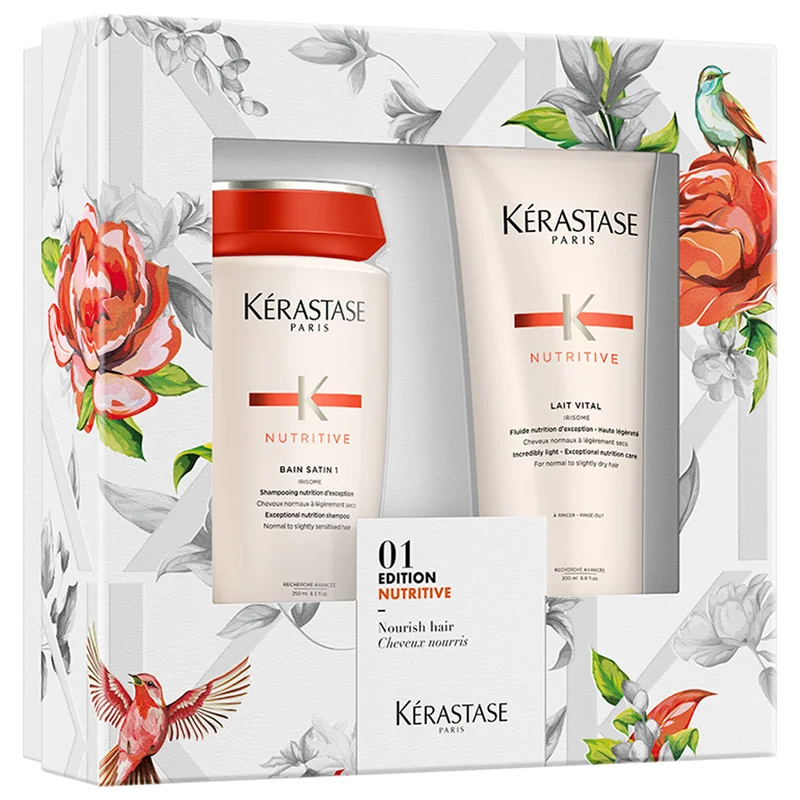 KÉRASTASE
PARIS
K
NUTRITIVE
BAIN SATIN 1
IRISOME
Shampooing nutrition d'exception
Cheveux normaux à légèrement secs
Exceptional nutrition shampoo
Normal to slightly sensitised hair
RECHERCHE AVANCÉE
250 ml 8.5 fl.oz.
KÉRASTASE
PARIS
K
NUTRITIVE
LAIT VITAL
IRISOME
Fluide nutrition d'exception - Haute légèreté
Cheveux normaux à légèrement secs
Incredibly light - Exceptional nutrition care
For normal to slightly dry hair
À RINCER - RINSE-OUT
RECHERCHE AVANCÉE
200 ml 6.8 fl.oz.
01
EDITION
NUTRITIVE
Nourish hair
Cheveux nourris
KÉRASTASE
PARIS